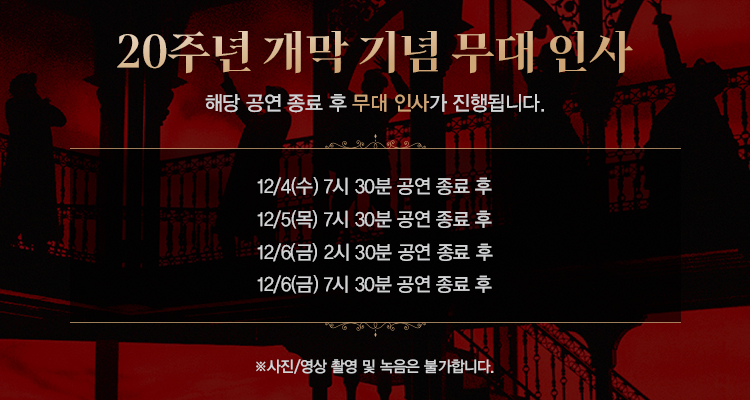 20주년 개막 기념 무대 인사
해당 공연 종료 후 무대 인사가 진행됩니다.
12/4(수) 7시 30분 공연 종료 후
12/5(목) 7시 30분 공연 종료 후
12/6(금) 2시 30분 공연 종료 후
12/6(금) 7시 30분 공연 종료 후
※사진/영상 촬영 및 녹음은 불가합니다.